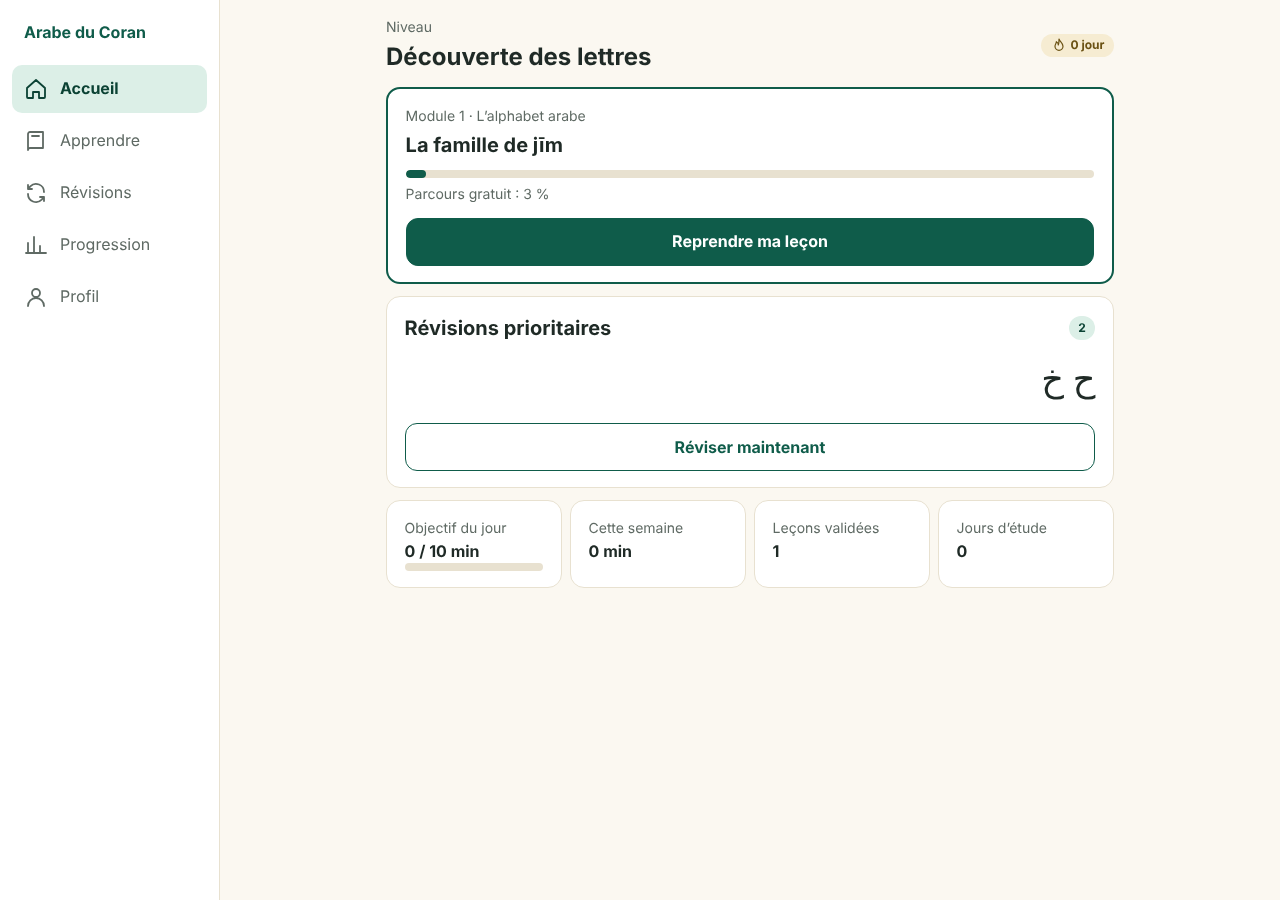 Arabe du Coran
Accueil
Apprendre
Révisions
Progression
Profil
Niveau
Découverte des lettres
0 jour
Module 1 · L’alphabet arabe
La famille de jīm
Parcours gratuit : 3 %
Reprendre ma leçon
Révisions prioritaires
2
ح خ
Réviser maintenant
Objectif du jour
0 / 10 min
Cette semaine
0 min
Leçons validées
1
Jours d’étude
0